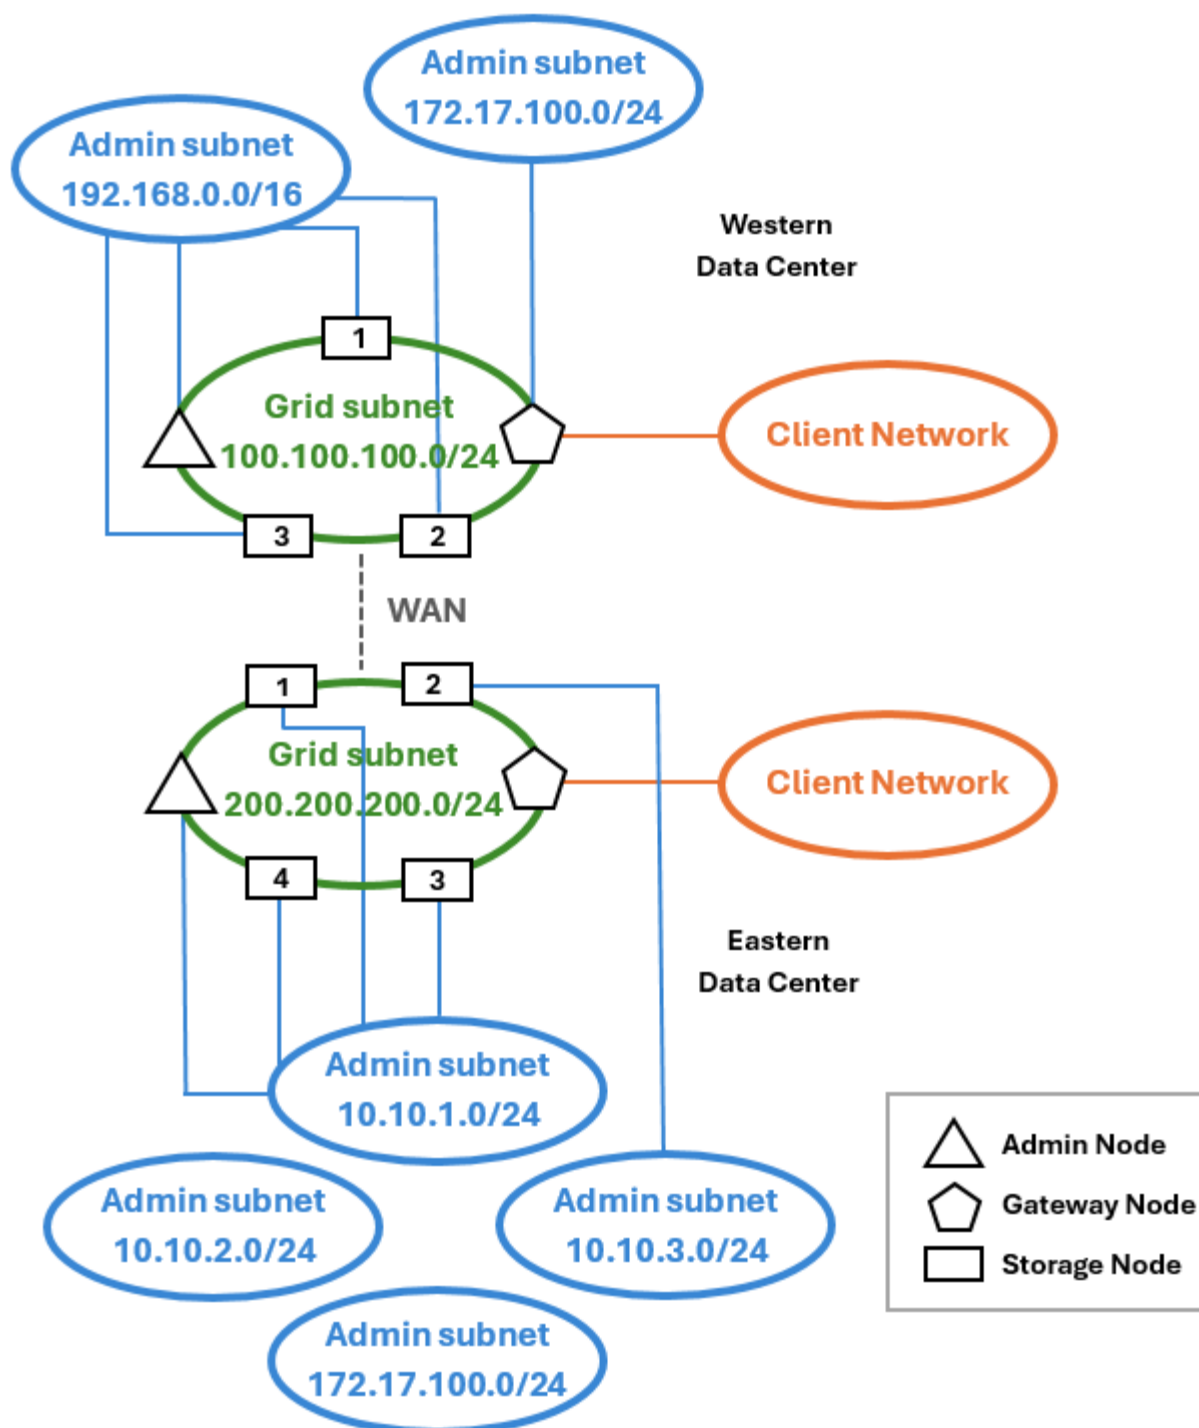 Admin subnet
172.17.100.0/24
Admin subnet
192.168.0.0/16
Western
Data Center
1
Grid subnet
100.100.100.0/24
Client Network
3
2
WAN
1
2
Grid subnet
200.200.200.0/24
Client Network
4
3
Eastern
Data Center
Admin subnet
10.10.1.0/24
Admin subnet
10.10.2.0/24
Admin subnet
10.10.3.0/24
Admin subnet
172.17.100.0/24
Admin Node
Gateway Node
Storage Node